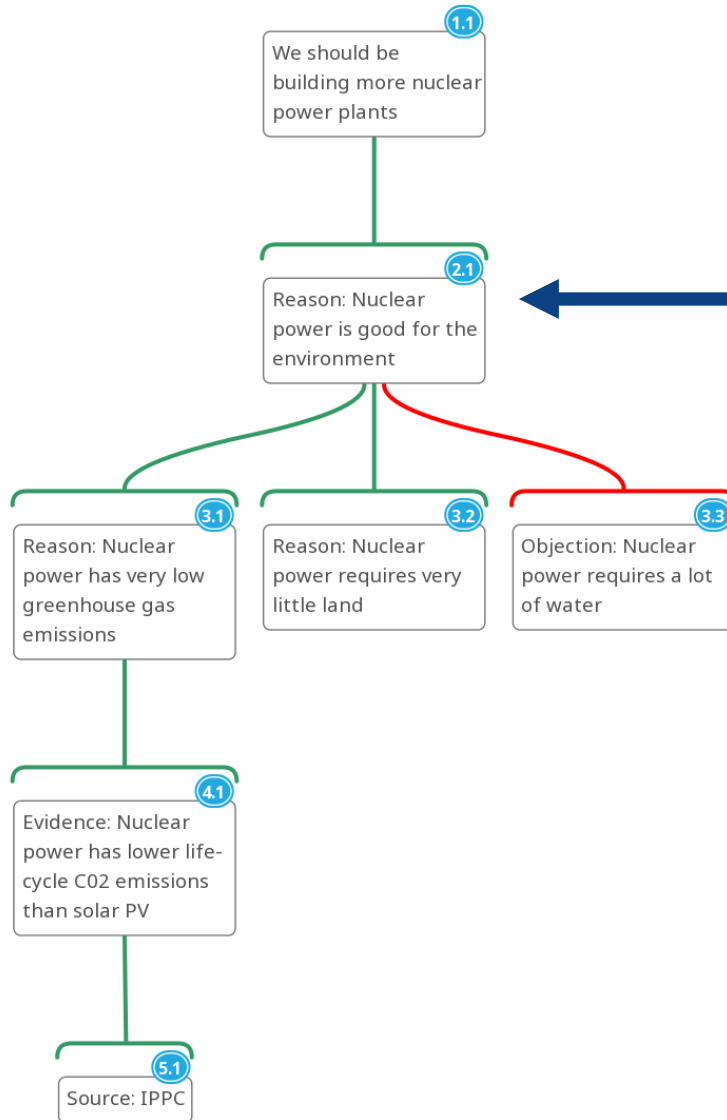 1.1
We should be
building more nuclear
power plants
2.1
Reason: Nuclear
power is good for the
environment
3.1
Reason: Nuclear
power has very low
greenhouse gas
emissions
3.2
Reason: Nuclear
power requires very
little land
3.3
Objection: Nuclear
power requires a lot
of water
4.1
Evidence: Nuclear
power has lower life-
cycle C02 emissions
than solar PV
5.1
Source: IPPC